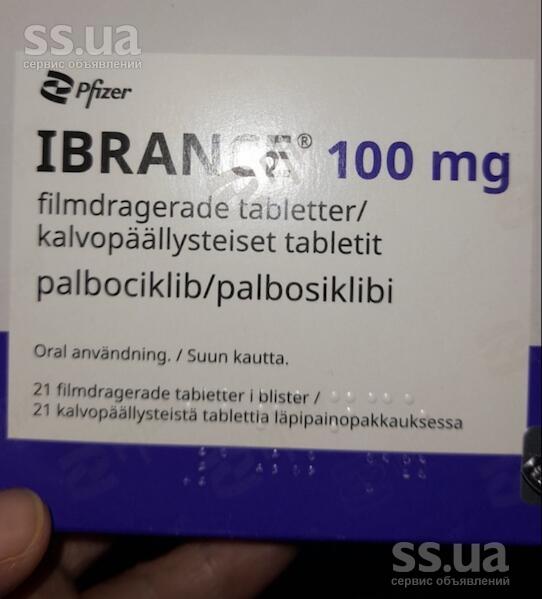 ss.ua
сервис объявлений
Pfizer
IBRANCE® 100 mg
filmdragerade tabletter/
kalvopäällysteiset tabletit
palbociklib/palbosiklibi
Oral användning. / Suun kautta.
21 filmdragerade tabletter i blister /
21 kalvopäällysteistä tablettia läpipainopakkauksessa
ss.ua
сервис объявлений